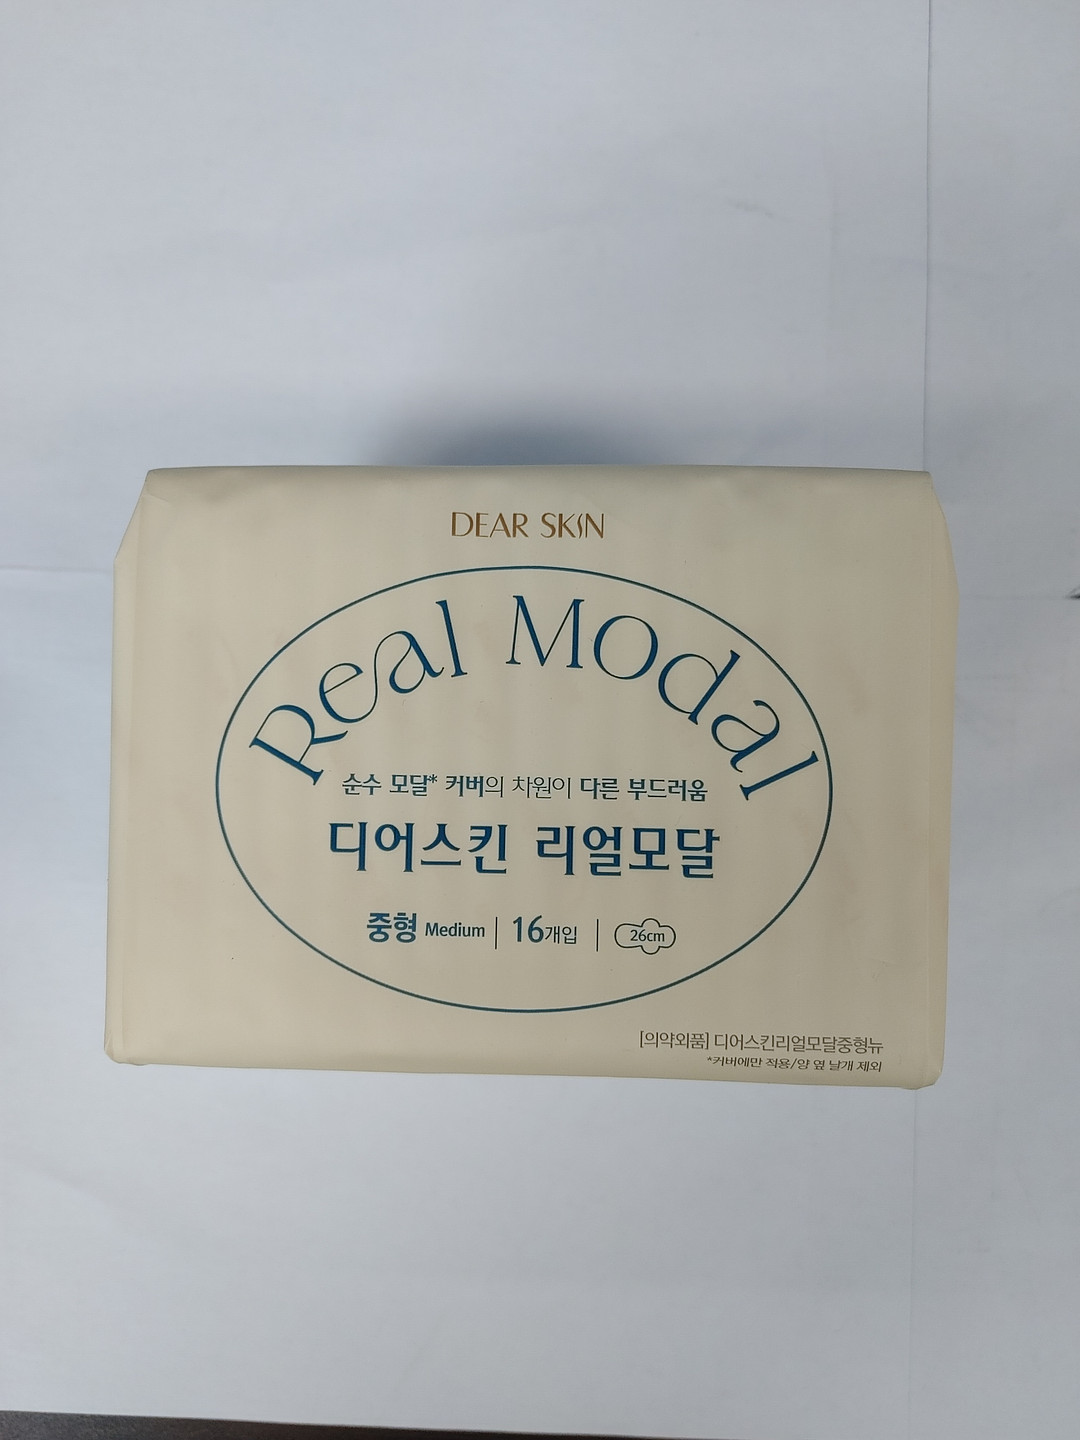 DEAR SKIN
Real Modal
순수 모달* 커버의 차원이 다른 부드러움
디어스킨 리얼모달
중형 Medium | 16개입 | 26cm
[의약외품] 디어스킨리얼모달중형뉴
*커버에만 적용/양 옆 날개 제외